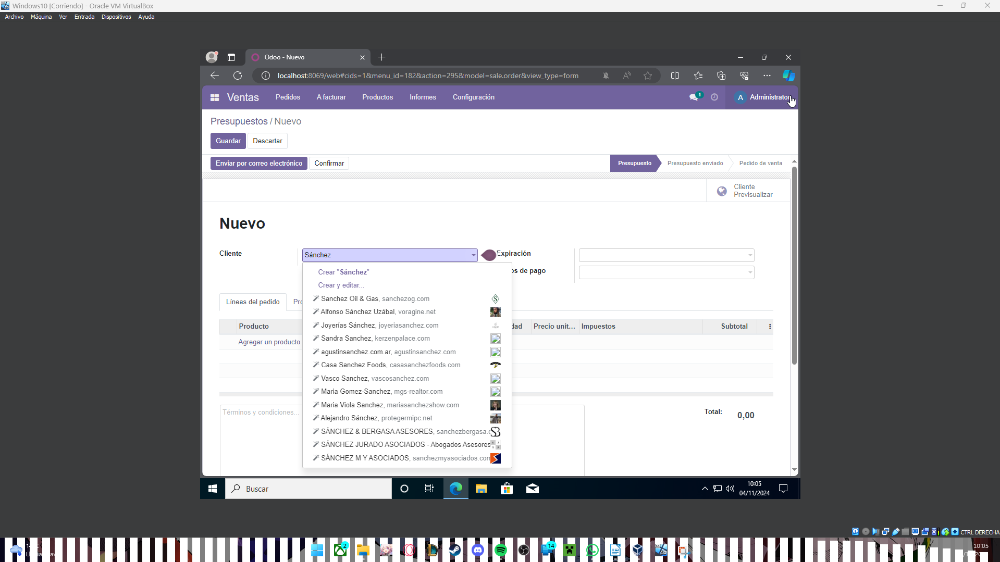 Windows10 [Corriendo] - Oracle VM VirtualBox
Archivo Máquina Ver Entrada Dispositivos Ayuda
Odoo - Nuevo
localhost:8069/web#cids=1&menu_id=182&action=295&model=sale.order&view_type=form
Ventas Pedidos A facturar Productos Informes Configuración 1 A Administrator
Presupuestos / Nuevo
Guardar Descartar
Enviar por correo electrónico Confirmar Presupuesto Presupuesto enviado Pedido de venta
Cliente
Previsualizar
Nuevo
Cliente Sánchez Expiración
Crear "Sánchez" os de pago
Crear y editar...
Sanchez Oil & Gas, sanchezog.com
Líneas del pedido Pro
Alfonso Sánchez Uzábal, voragine.net
Joyerías Sánchez, joyeriasanchez.com
Producto dad Precio unit... Impuestos Subtotal
Sandra Sanchez, kerzenpalace.com
Agregar un producto
agustinsanchez.com.ar, agustinsanchez.com
Casa Sanchez Foods, casasanchezfoods.com
Vasco Sanchez, vascosanchez.com
Maria Gomez-Sanchez, mgs-realtor.com
Maria Viola Sanchez, mariasanchezshow.com
Términos y condiciones... Total: 0,00
Alejandro Sánchez, protegermipc.net
SÁNCHEZ & BERGASA ASESORES, sanchezbergasa.c
SÁNCHEZ JURADO ASOCIADOS - Abogados Asesores
SÁNCHEZ M Y ASOCIADOS, sanchezmyasociados.com
Buscar 10:05
04/11/2024
CTRL DERECHA
2 14 10:05